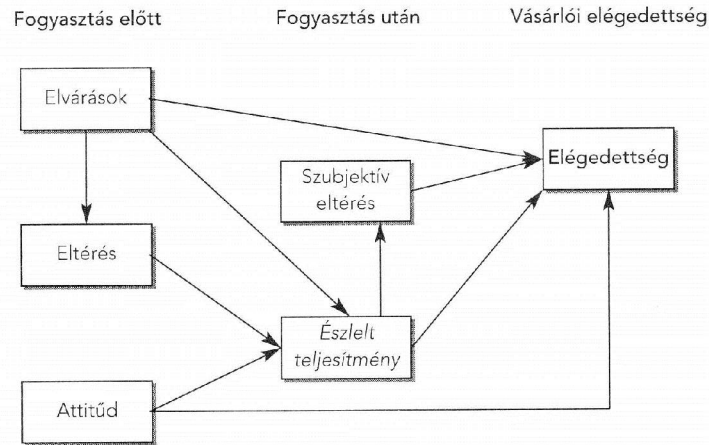 Fogyasztás előtt
Fogyasztás után
Vásárlói elégedettség
Elvárások
Elégedettség
Szubjektív
eltérés
Eltérés
Észlelt
teljesítmény
Attitűd